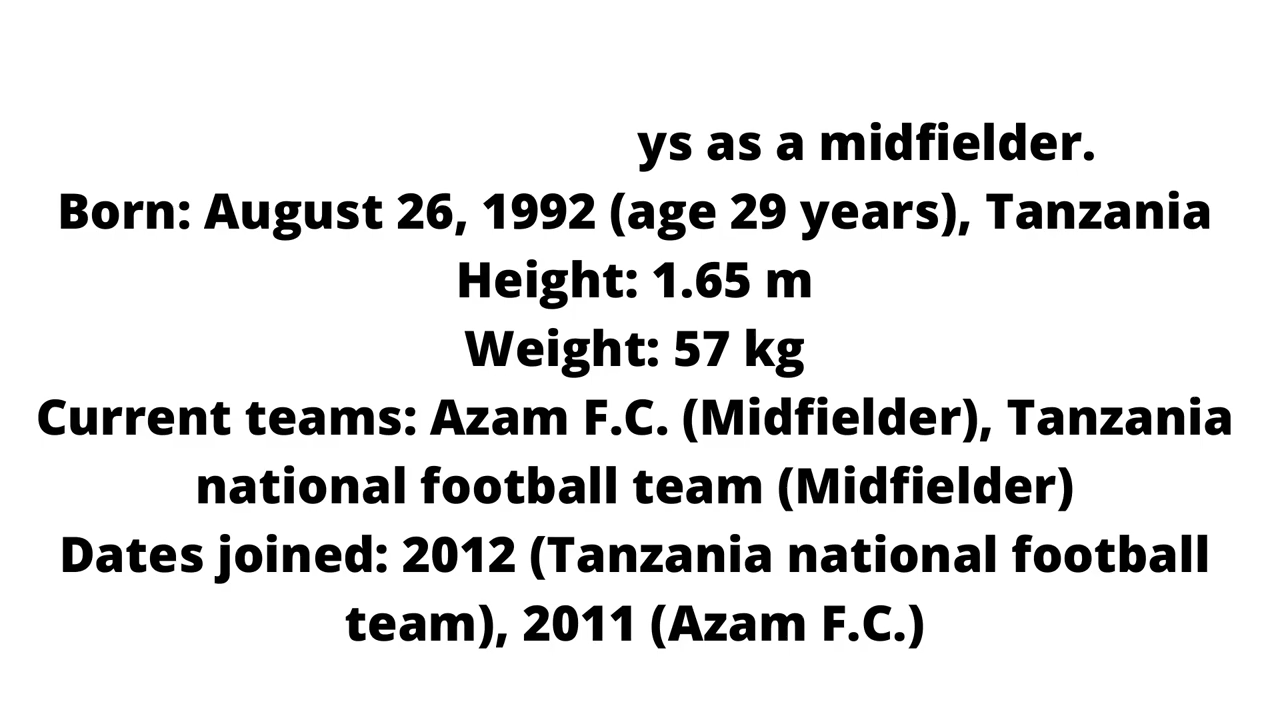 ys as a midfielder.
Born: August 26, 1992 (age 29 years), Tanzania
Height: 1.65 m
Weight: 57 kg
Current teams: Azam F.C. (Midfielder), Tanzania
national football team (Midfielder)
Dates joined: 2012 (Tanzania national football
team), 2011 (Azam F.C.)